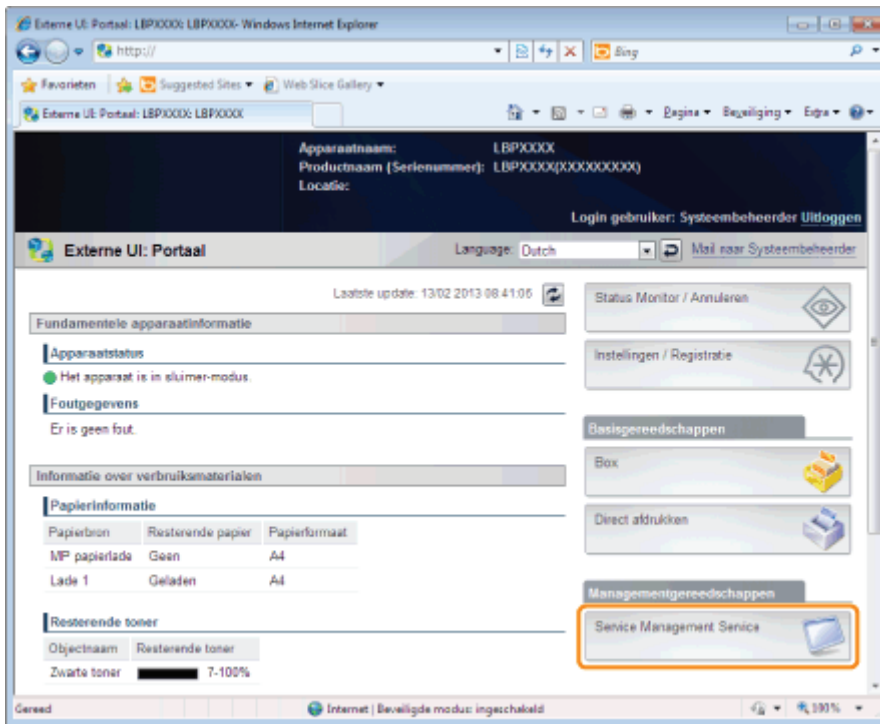 Externe UI: Portaal: LBPXXXX: LBPXXXX - Windows Internet Explorer
http://
Bing
Favorieten Suggested Sites Web Slice Gallery
Externe UI: Portaal: LBPXXXX: LBPXXXX
Pagina Beveiliging Extra
Apparaatnaam: LBPXXXX
Productnaam (Serienummer): LBPXXXX(XXXXXXXXX)
Locatie:
Login gebruiker: Systeembeheerder Uitloggen
Externe UI: Portaal
Language: Dutch
Mail naar Systeembeheerder
Laatste update: 13/02 2013 08:41:06
Fundamentele apparaatinformatie
Apparaatstatus
Het apparaat is in sluimer-modus.
Foutgegevens
Er is geen fout.
Informatie over verbruiksmaterialen
Papierinformatie
Papierbron Resterende papier Papierformaat
MP papierlade Geen A4
Lade 1 Geladen A4
Resterende toner
Objectnaam Resterende toner
Zwarte toner 7-100%
Status Monitor / Annuleren
Instellingen / Registratie
Basisgereedschappen
Box
Direct afdrukken
Managementgereedschappen
Service Management Service
Gereed
Internet | Beveiligde modus: ingeschakeld
100%